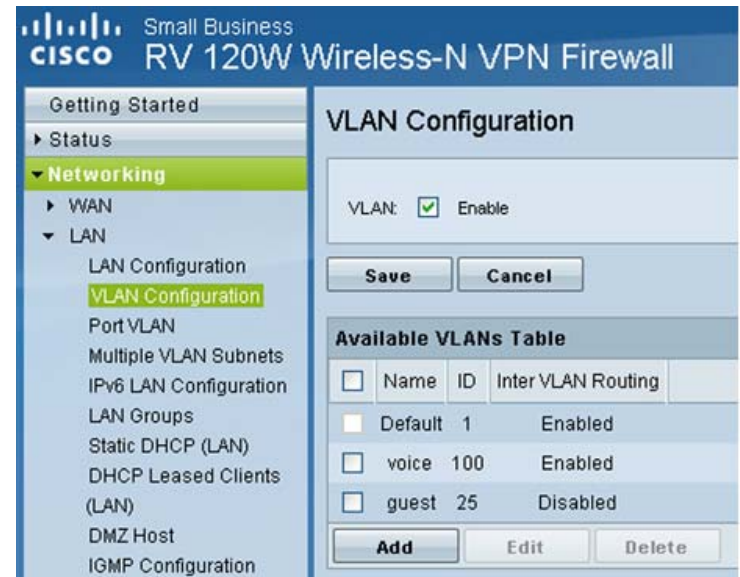 Small Business
CISCO RV 120W Wireless-N VPN Firewall
Getting Started
Status
Networking
WAN
LAN
LAN Configuration
VLAN Configuration
Port VLAN
Multiple VLAN Subnets
IPv6 LAN Configuration
LAN Groups
Static DHCP (LAN)
DHCP Leased Clients
(LAN)
DMZ Host
IGMP Configuration
VLAN Configuration
VLAN: Enable
Save Cancel
Available VLANs Table
Name ID Inter VLAN Routing
Default 1 Enabled
voice 100 Enabled
guest 25 Disabled
Add Edit Delete